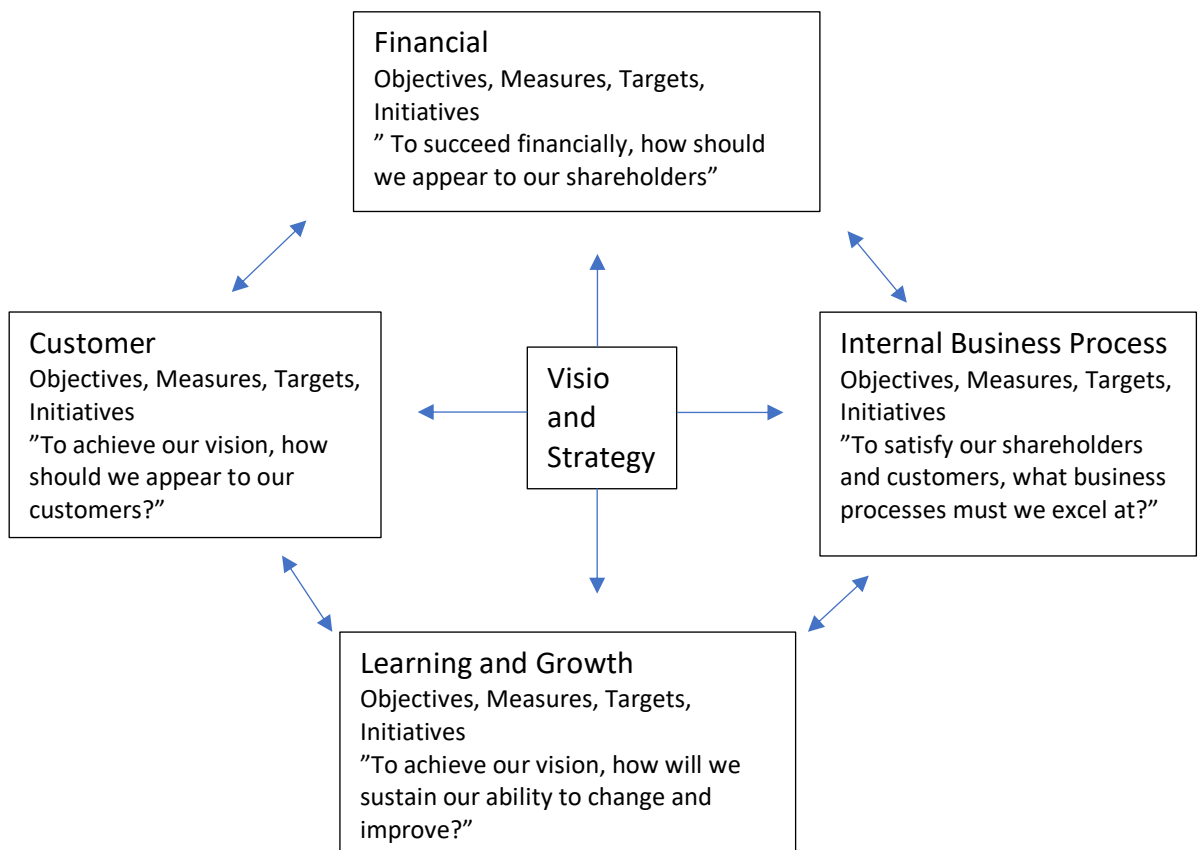 Financial
Objectives, Measures, Targets,
Initiatives
” To succeed financially, how should
we appear to our shareholders”
Customer
Objectives, Measures, Targets,
Initiatives
”To achieve our vision, how
should we appear to our
customers?”
Visio
and
Strategy
Internal Business Process
Objectives, Measures, Targets,
Initiatives
”To satisfy our shareholders
and customers, what business
processes must we excel at?”
Learning and Growth
Objectives, Measures, Targets,
Initiatives
”To achieve our vision, how will we
sustain our ability to change and
improve?”